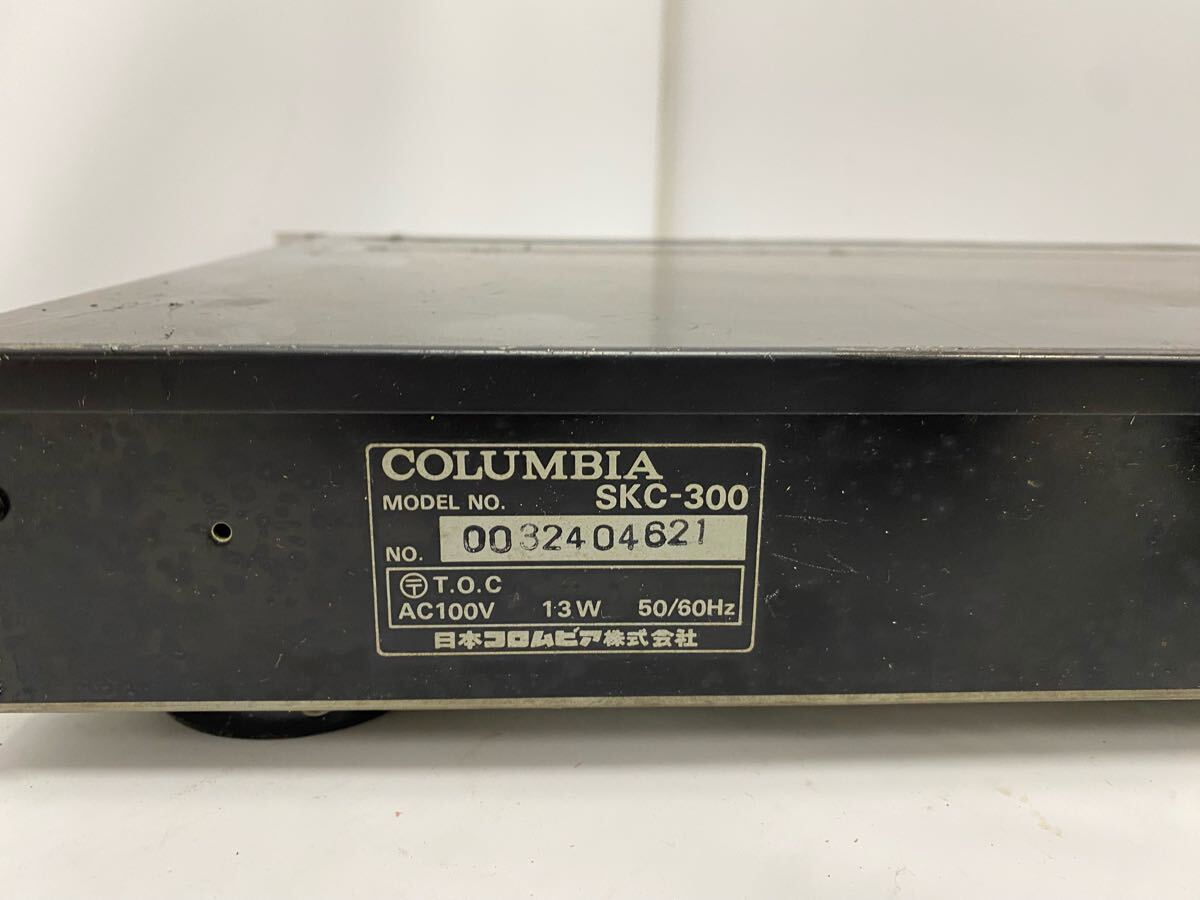 COLUMBIA
MODEL NO. SKC-300
NO. 0032404621
〒 T.O.C
AC100V 13W 50/60Hz
日本コロムビア株式会社